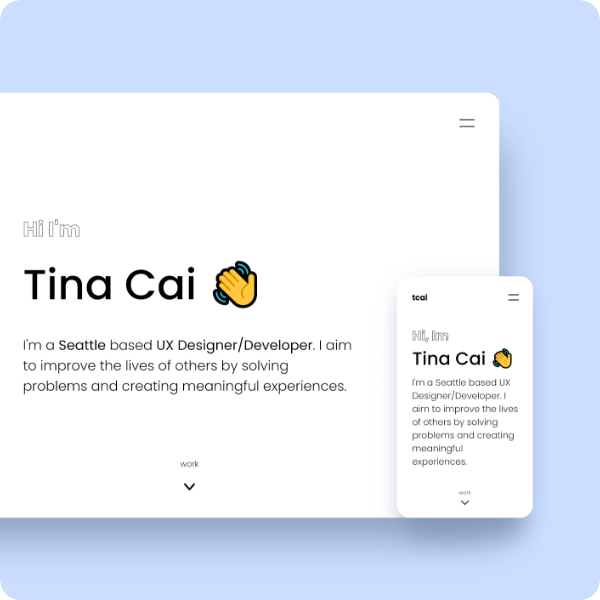 Hi I'm
Tina Cai
I'm a Seattle based UX Designer/Developer. I aim
to improve the lives of others by solving
problems and creating meaningful experiences.
work
tcai
Hi, Im
Tina Cai
I'm a Seattle based UX
Designer/Developer. I
aim to improve the lives
of others by solving
problems and creating
meaningful
experiences.
work